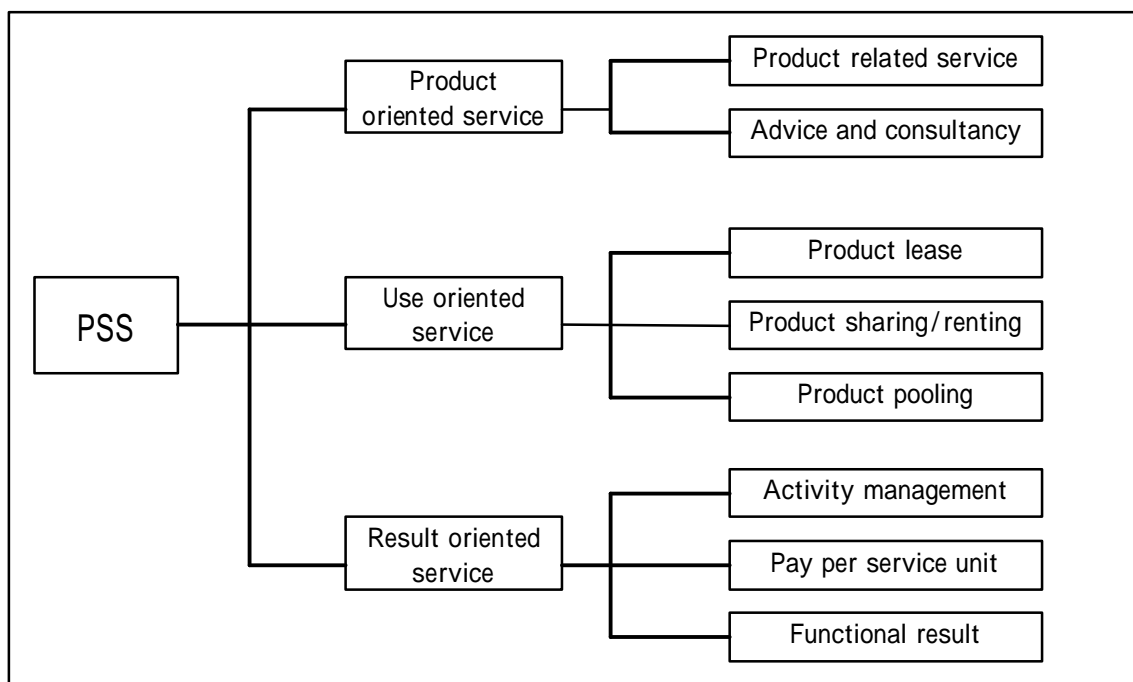 PSS
Product
oriented service
Product related service
Advice and consultancy
Use oriented
service
Product lease
Product sharing/renting
Product pooling
Result oriented
service
Activity management
Pay per service unit
Functional result